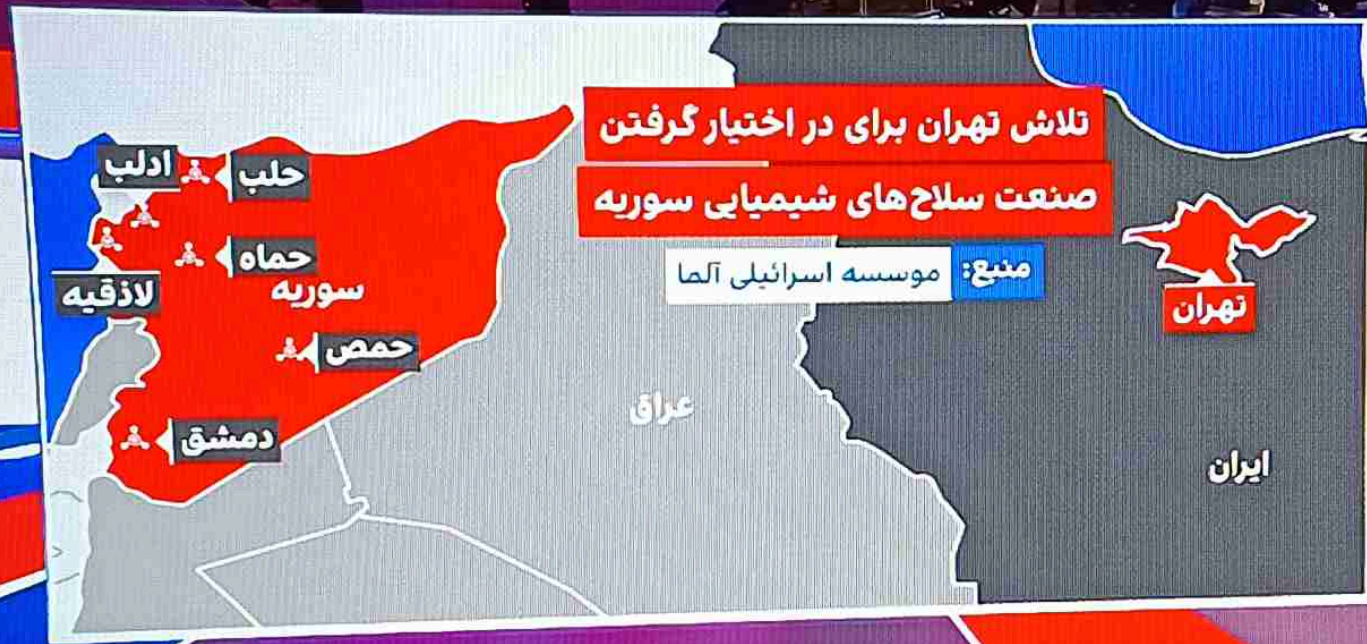 تلاش تهران برای در اختیار گرفتن
صنعت سلاح‌های شیمیایی سوریه
منبع: موسسه اسرائیلی آلما
ادلب
حلب
حماه
لاذقیه
سوریه
حمص
دمشق
عراق
تهران
ایران